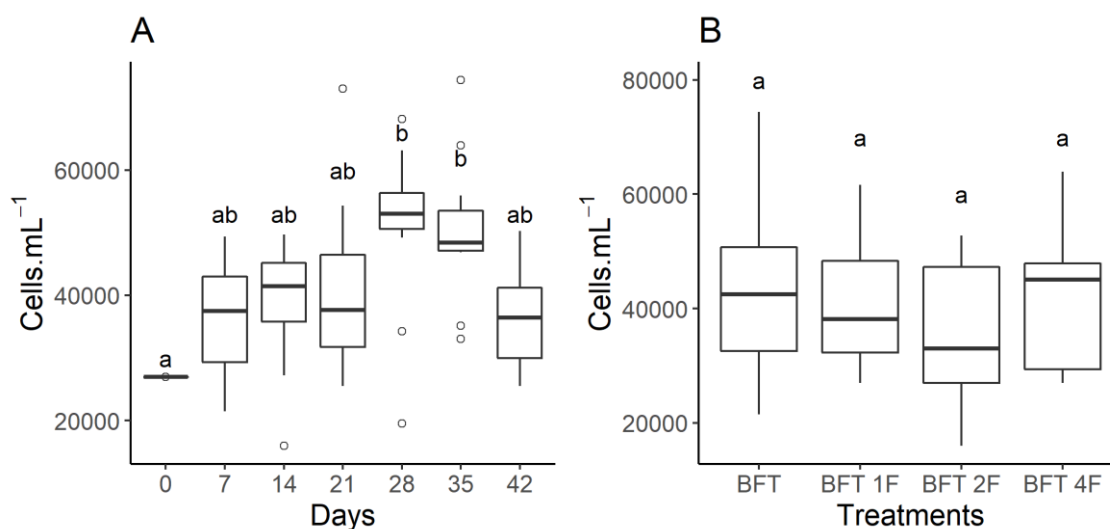 A
Cells.mL⁻¹
60000
40000
20000
a
ab
ab
ab
b
b
ab
0 7 14 21 28 35 42
Days
B
Cells.mL⁻¹
80000
60000
40000
20000
a
a
a
a
BFT BFT 1F BFT 2F BFT 4F
Treatments